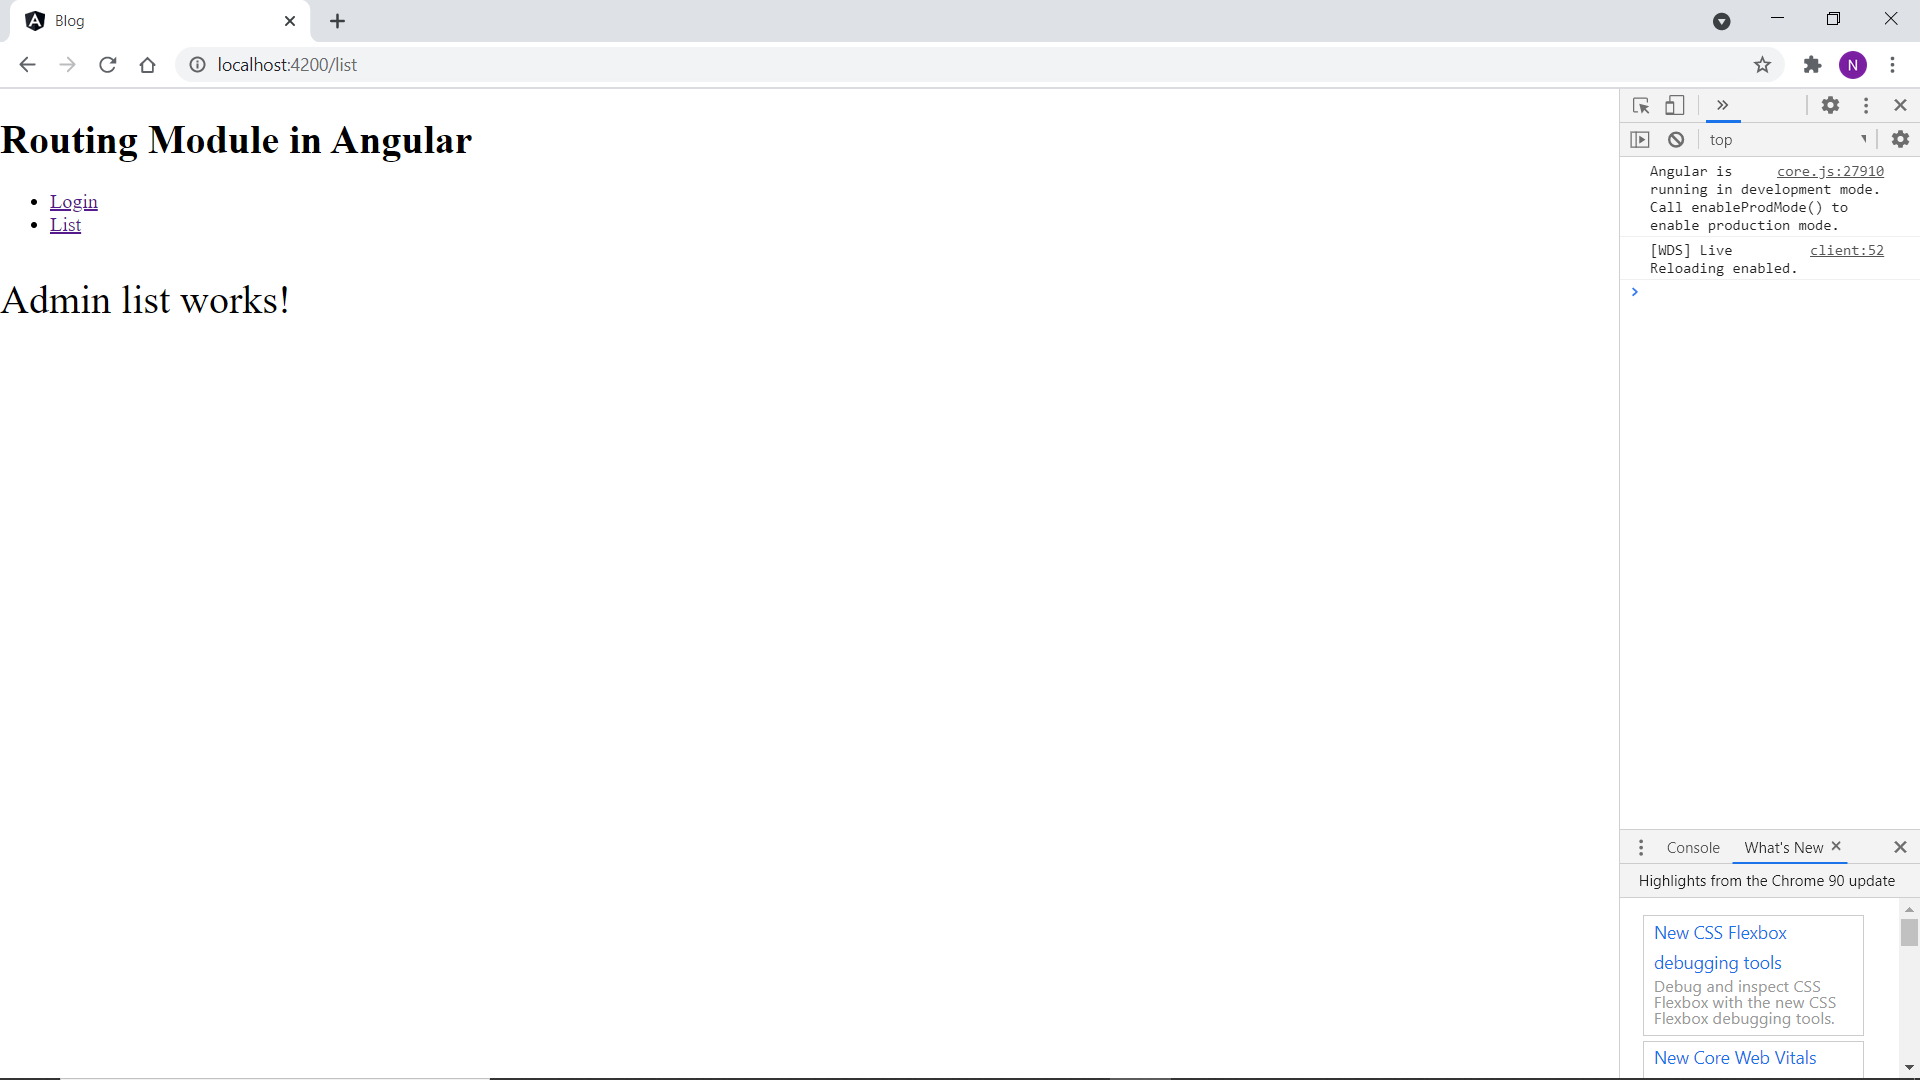 Blog
localhost:4200/list
N
Routing Module in Angular
Login
List
Admin list works!
top
Angular is core.js:27910
running in development mode.
Call enableProdMode() to
enable production mode.
[WDS] Live client:52
Reloading enabled.
Console What's New
Highlights from the Chrome 90 update
New CSS Flexbox
debugging tools
Debug and inspect CSS
Flexbox with the new CSS
Flexbox debugging tools.
New Core Web Vitals